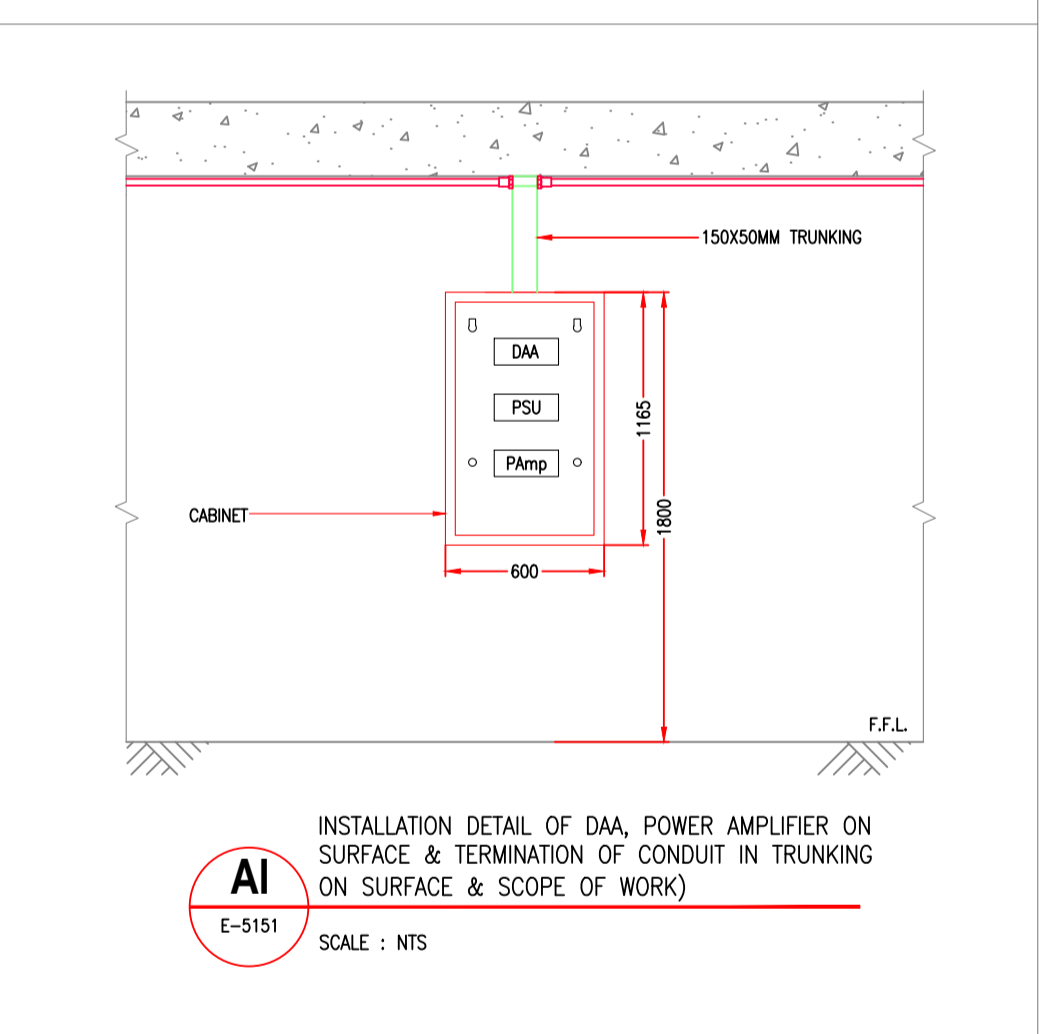 150X50MM TRUNKING
DAA
PSU
PAmp
1165
1800
CABINET
600
F.F.L.
INSTALLATION DETAIL OF DAA, POWER AMPLIFIER ON
SURFACE & TERMINATION OF CONDUIT IN TRUNKING
ON SURFACE & SCOPE OF WORK)
AI
E-5151
SCALE : NTS